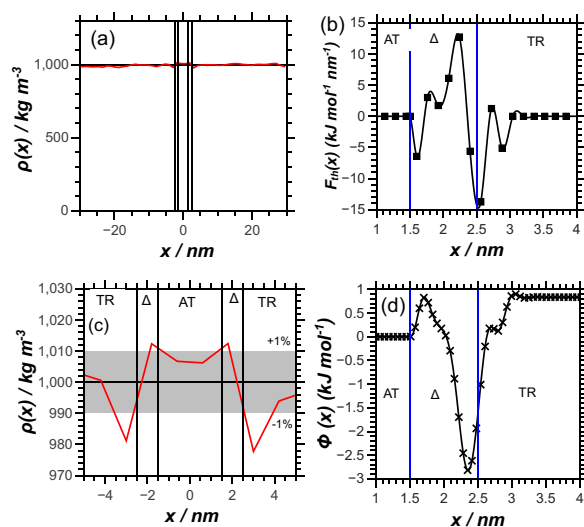 (a)
1,000
500
0
ρ(x) / kg m-3
−20
0
20
x / nm
(b)
AT
Δ
TR
15
10
5
0
−5
−10
−15
Fth(x) (kJ mol-1 nm-1)
1
1.5
2
2.5
3
3.5
4
x / nm
(c)
TR
Δ
AT
Δ
TR
+1%
-1%
1,030
1,020
1,010
1,000
990
980
970
ρ(x) / kg m-3
−4
−2
0
2
4
x / nm
(d)
AT
Δ
TR
1
0.5
0
−0.5
−1
−1.5
−2
−2.5
−3
Φ (x) (kJ mol-1)
1
1.5
2
2.5
3
3.5
4
x / nm